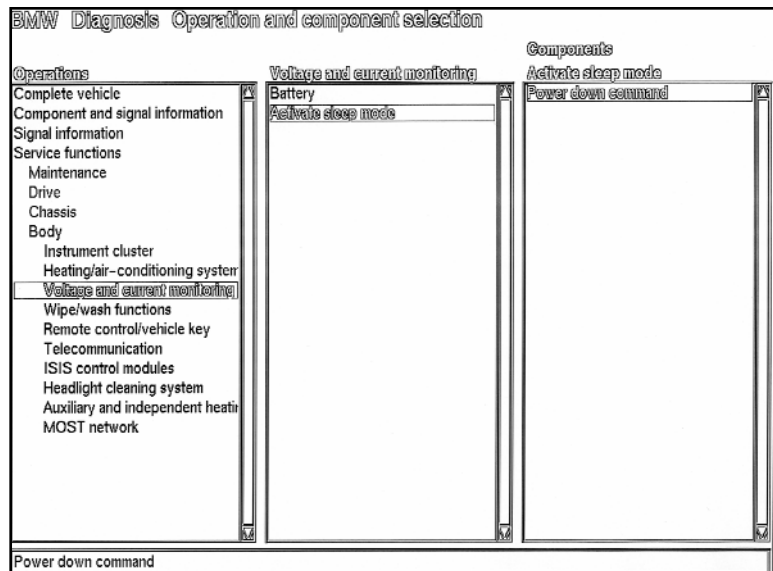 BMW Diagnosis Operation and component selection
Components
Operations
Voltage and current monitoring
Activate sleep mode
Complete vehicle
Component and signal information
Signal information
Service functions
Maintenance
Drive
Chassis
Body
Instrument cluster
Heating/air-conditioning system
Voltage and current monitoring
Wipe/wash functions
Remote control/vehicle key
Telecommunication
ISIS control modules
Headlight cleaning system
Auxiliary and independent heatin
MOST network
Battery
Activate sleep mode
Power down command
Power down command